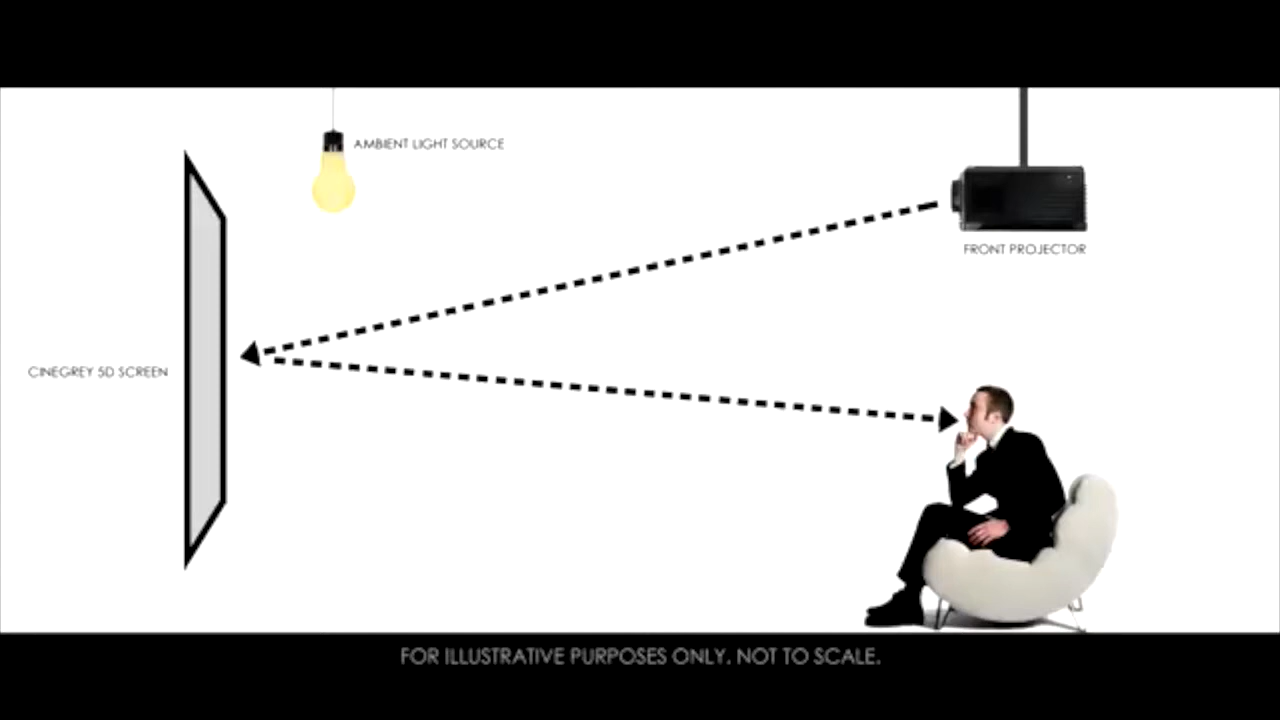 AMBIENT LIGHT SOURCE
FRONT PROJECTOR
CINEGREY 5D SCREEN
FOR ILLUSTRATIVE PURPOSES ONLY. NOT TO SCALE.